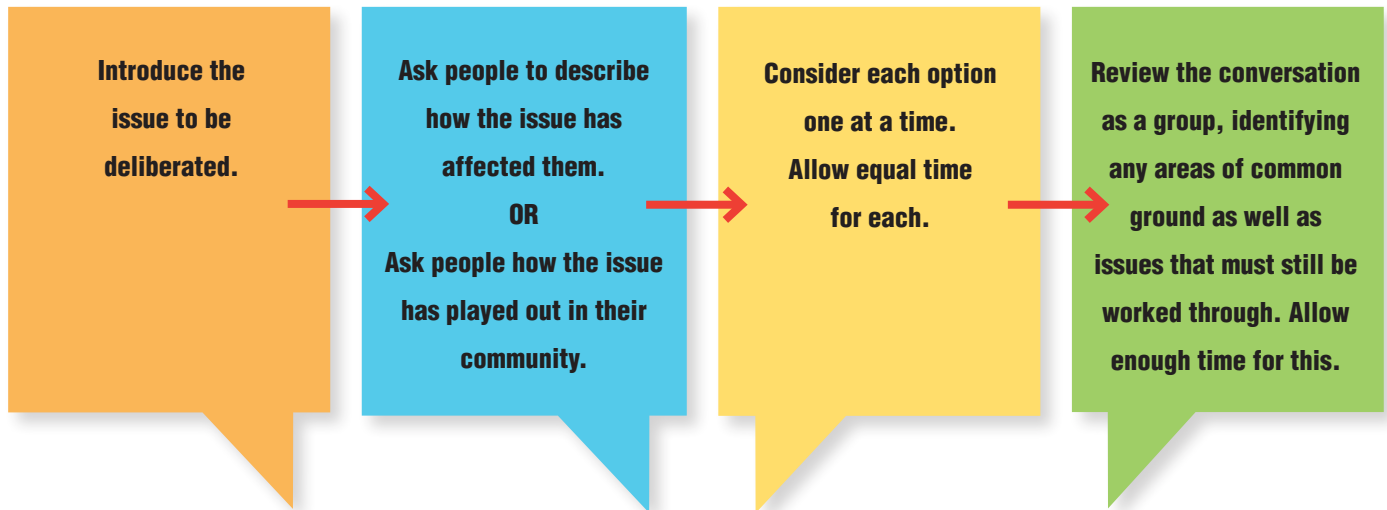 Introduce the
issue to be
deliberated.
Ask people to describe
how the issue has
affected them.
OR
Ask people how the issue
has played out in their
community.
Consider each option
one at a time.
Allow equal time
for each.
Review the conversation
as a group, identifying
any areas of common
ground as well as
issues that must still be
worked through. Allow
enough time for this.